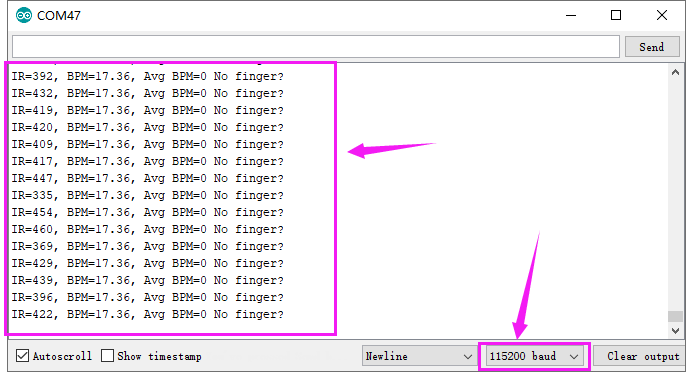 COM47
Send
IR=392, BPM=17.36, Avg BPM=0 No finger?
IR=432, BPM=17.36, Avg BPM=0 No finger?
IR=419, BPM=17.36, Avg BPM=0 No finger?
IR=420, BPM=17.36, Avg BPM=0 No finger?
IR=409, BPM=17.36, Avg BPM=0 No finger?
IR=417, BPM=17.36, Avg BPM=0 No finger?
IR=447, BPM=17.36, Avg BPM=0 No finger?
IR=335, BPM=17.36, Avg BPM=0 No finger?
IR=454, BPM=17.36, Avg BPM=0 No finger?
IR=460, BPM=17.36, Avg BPM=0 No finger?
IR=369, BPM=17.36, Avg BPM=0 No finger?
IR=429, BPM=17.36, Avg BPM=0 No finger?
IR=439, BPM=17.36, Avg BPM=0 No finger?
IR=396, BPM=17.36, Avg BPM=0 No finger?
IR=422, BPM=17.36, Avg BPM=0 No finger?
Autoscroll Show timestamp Newline 115200 baud Clear output